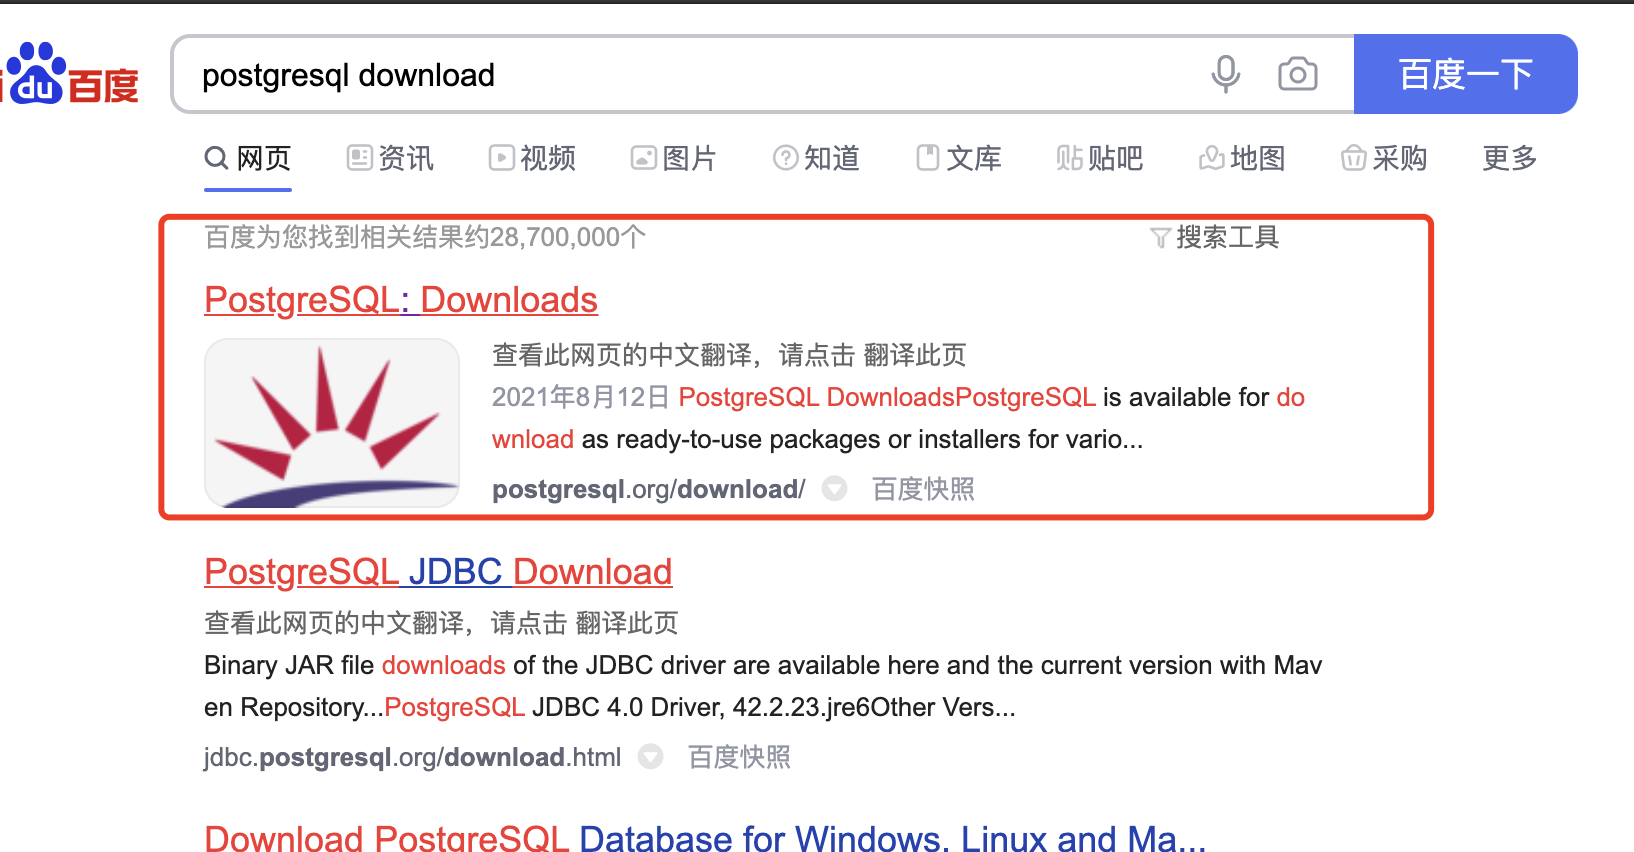 du百度
postgresql download
百度一下
网页 资讯 视频 图片 知道 文库 贴 贴吧 地图 采购 更多
百度为您找到相关结果约28,700,000个 搜索工具
PostgreSQL: Downloads
查看此网页的中文翻译，请点击 翻译此页
2021年8月12日 PostgreSQL DownloadsPostgreSQL is available for do
wnload as ready-to-use packages or installers for vario...
postgresql.org/download/ 百度快照
PostgreSQL JDBC Download
查看此网页的中文翻译，请点击 翻译此页
Binary JAR file downloads of the JDBC driver are available here and the current version with Mav
en Repository...PostgreSQL JDBC 4.0 Driver, 42.2.23.jre6Other Vers...
jdbc.postgresql.org/download.html 百度快照
Download PostgreSQL Database for Windows, Linux and Ma...